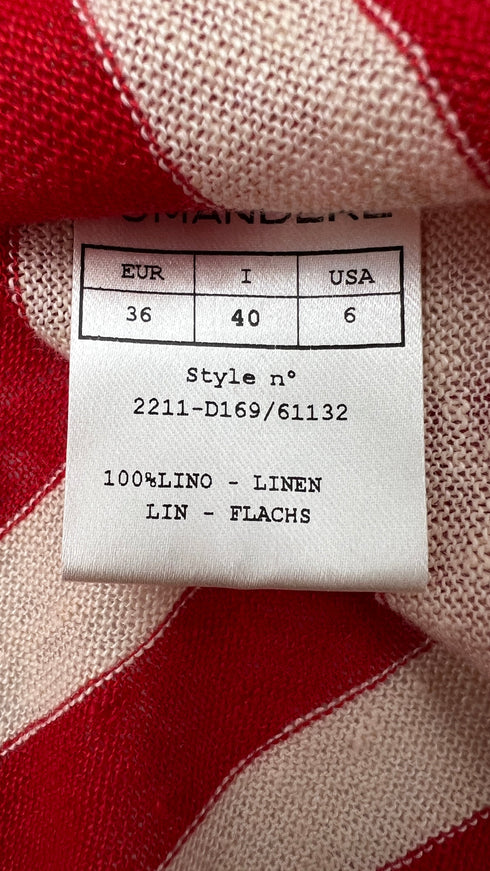 EUR I USA
36 40 6
Style n°
2211-D169/61132
100%LINO - LINEN
LIN - FLACHS